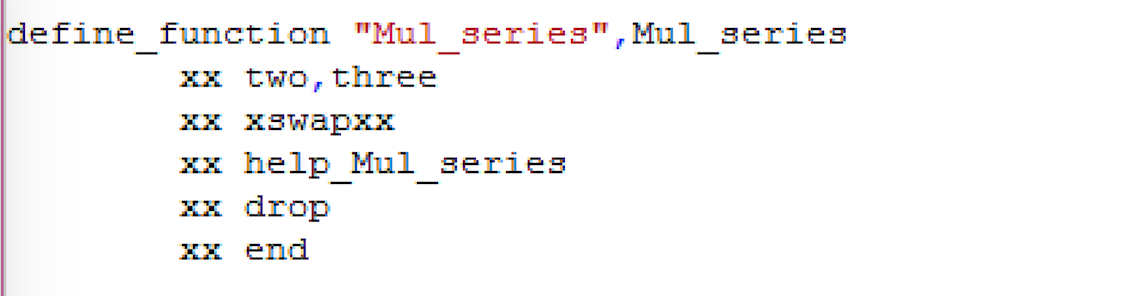 define_function "Mul_series",Mul_series
xx two,three
xx xswapxx
xx help_Mul_series
xx drop
xx end